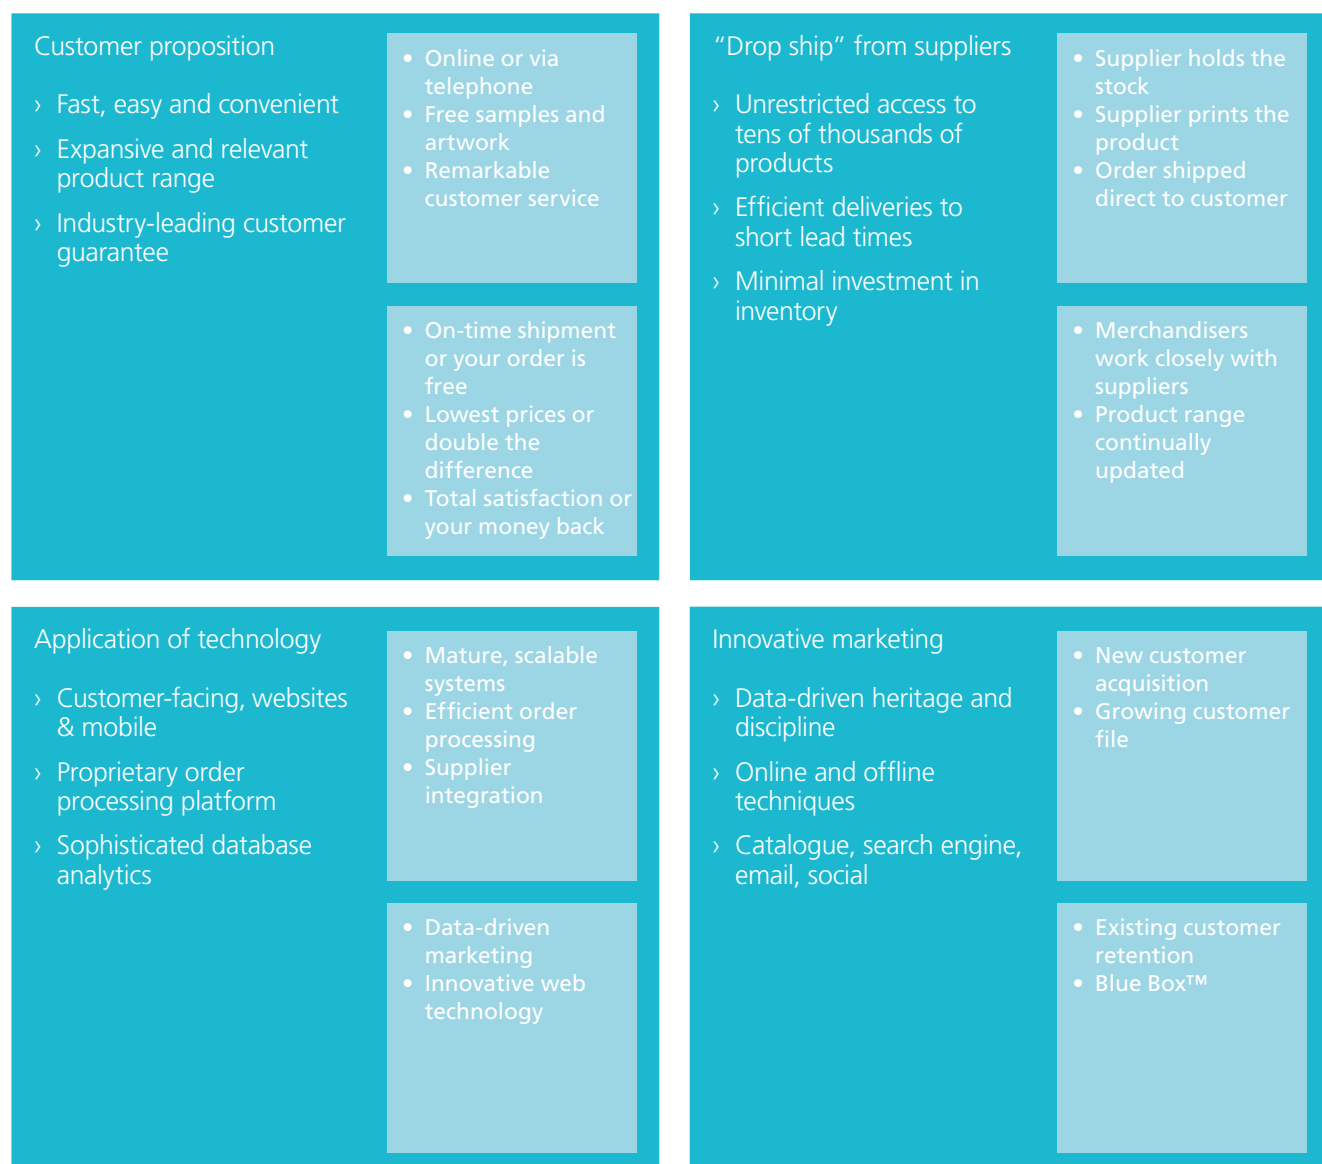 Customer proposition
› Fast, easy and convenient
› Expansive and relevant
product range
› Industry-leading customer
guarantee
• Online or via
telephone
• Free samples and
artwork
• Remarkable
customer service
• On-time shipment
or your order is
free
• Lowest prices or
double the
difference
• Total satisfaction or
your money back
“Drop ship” from suppliers
› Unrestricted access to
tens of thousands of
products
› Efficient deliveries to
short lead times
› Minimal investment in
inventory
• Supplier holds the
stock
• Supplier prints the
product
• Order shipped
direct to customer
• Merchandisers
work closely with
suppliers
• Product range
continually
updated
Application of technology
› Customer-facing, websites
& mobile
› Proprietary order
processing platform
› Sophisticated database
analytics
• Mature, scalable
systems
• Efficient order
processing
• Supplier
integration
• Data-driven
marketing
• Innovative web
technology
Innovative marketing
› Data-driven heritage and
discipline
› Online and offline
techniques
› Catalogue, search engine,
email, social
• New customer
acquisition
• Growing customer
file
• Existing customer
retention
• Blue Box™